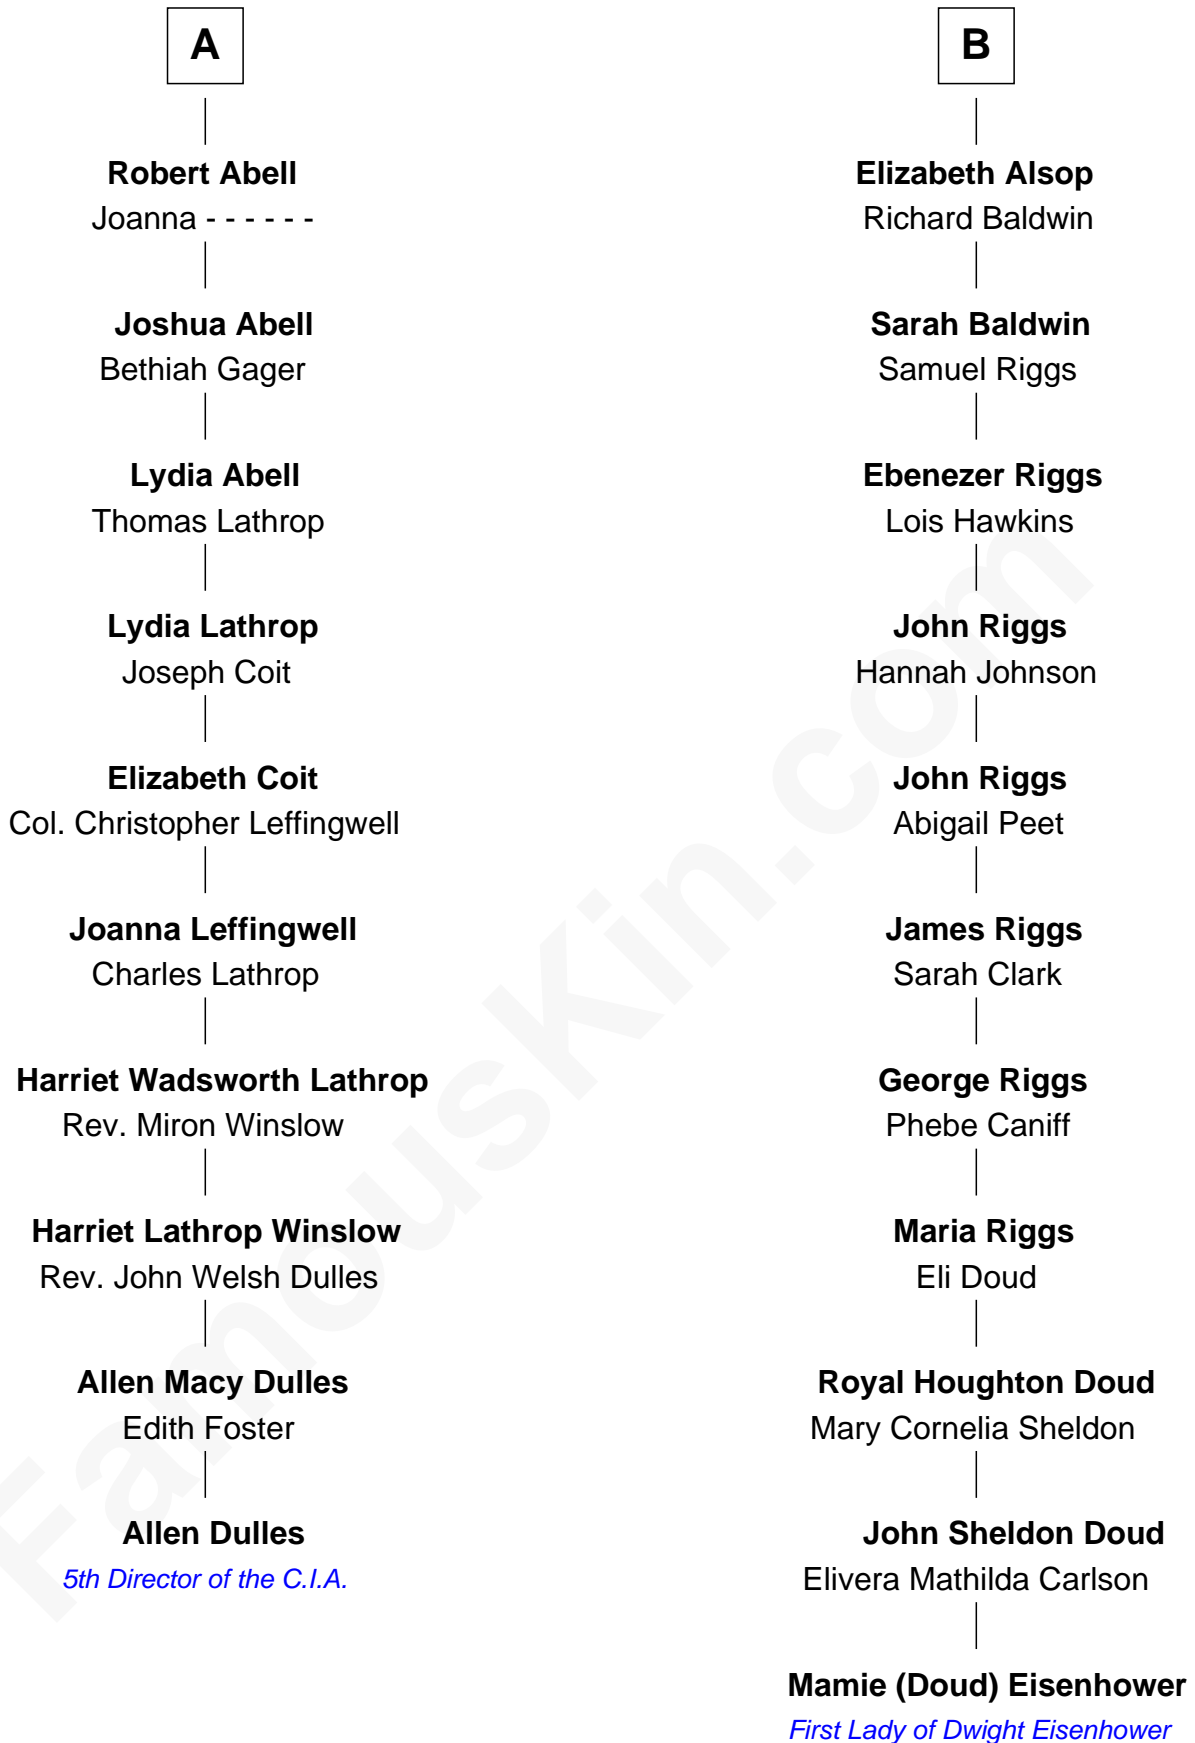 A
Robert Abell
Joanna - - - - - -
Joshua Abell
Bethiah Gager
Lydia Abell
Thomas Lathrop
Lydia Lathrop
Joseph Coit
Elizabeth Coit
Col. Christopher Leffingwell
Joanna Leffingwell
Charles Lathrop
Harriet Wadsworth Lathrop
Rev. Miron Winslow
Harriet Lathrop Winslow
Rev. John Welsh Dulles
Allen Macy Dulles
Edith Foster
Allen Dulles
5th Director of the C.I.A.
B
Elizabeth Alsop
Richard Baldwin
Sarah Baldwin
Samuel Riggs
Ebenezer Riggs
Lois Hawkins
John Riggs
Hannah Johnson
John Riggs
Abigail Peet
James Riggs
Sarah Clark
George Riggs
Phebe Caniff
Maria Riggs
Eli Doud
Royal Houghton Doud
Mary Cornelia Sheldon
John Sheldon Doud
Elivera Mathilda Carlson
Mamie (Doud) Eisenhower
First Lady of Dwight Eisenhower
FamousKin.com